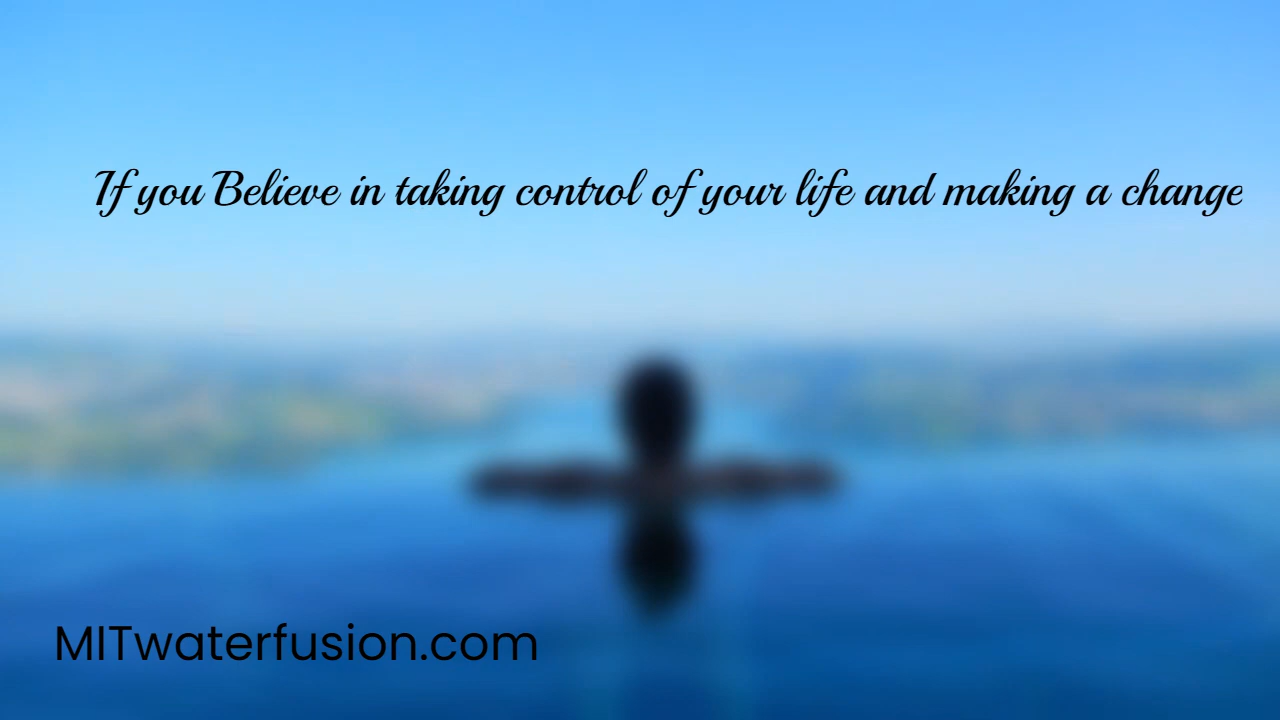 If you Believe in taking control of your life and making a change
MITwaterfusion.com